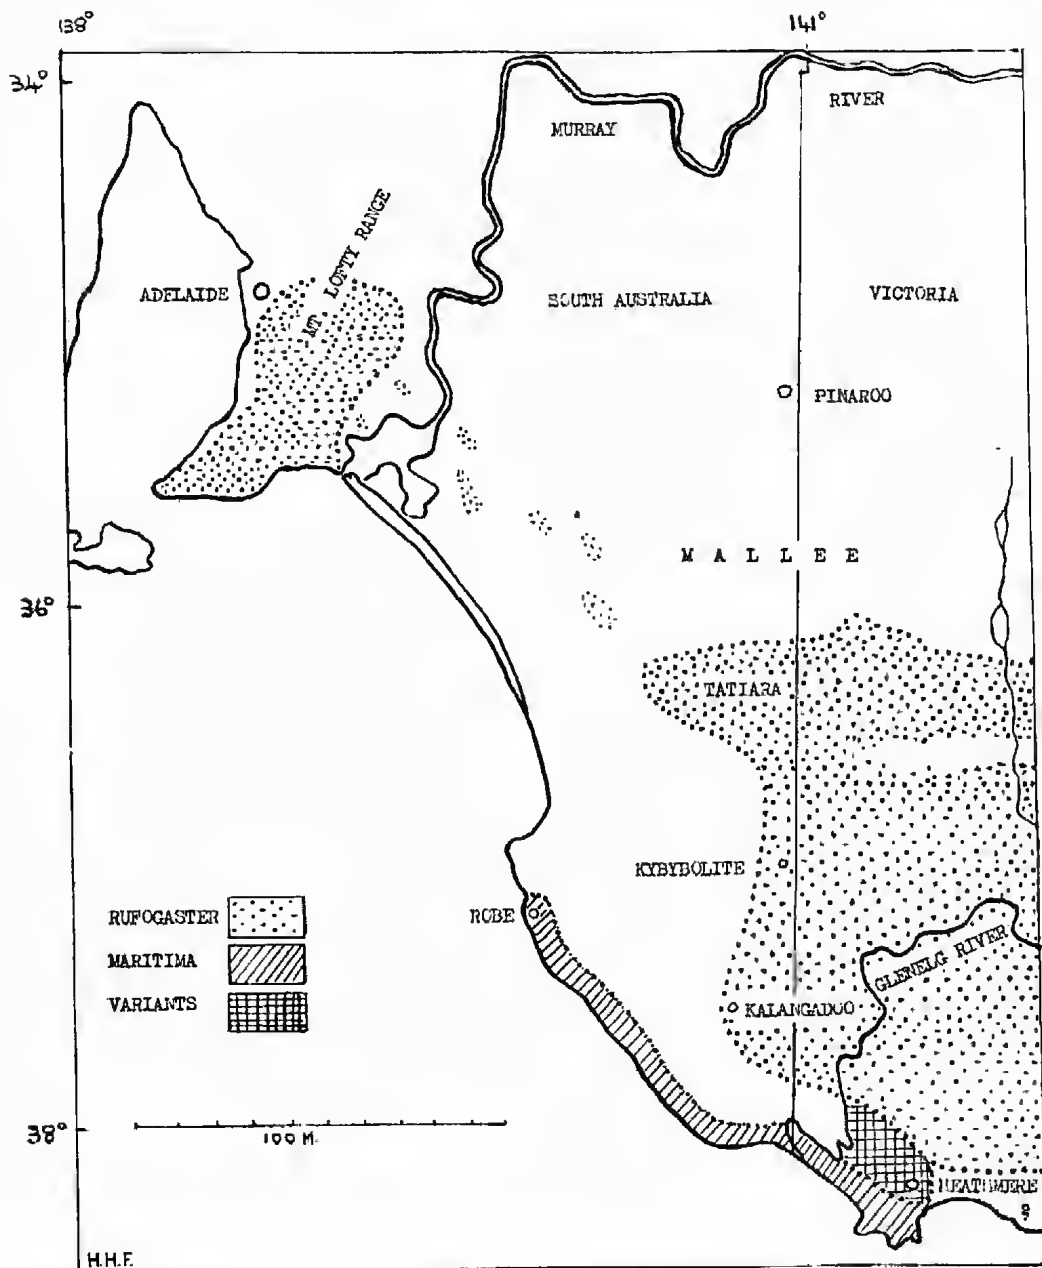 138°
141°
34°
RIVER
MURRAY
MT. LOFTY RANGE
ADELAIDE
SOUTH AUSTRALIA
VICTORIA
PINAROO
MALLEE
36°
TATIARA
KYBYBOLITE
RUFOGASTER
ROBE
MARITIMA
GLENELG RIVER
VARIANTS
KALANGADOO
38°
100 M.
HEATHMERE
H.H.F.